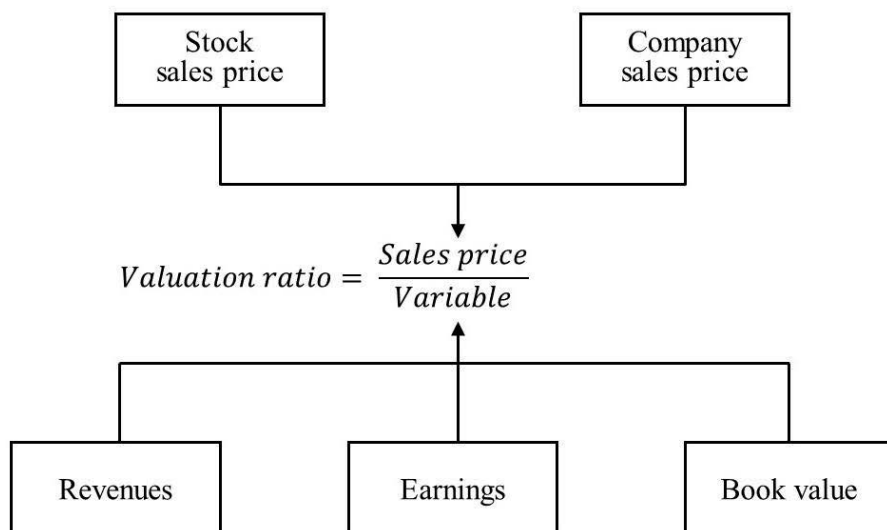 Stock
sales price
Company
sales price
Valuation ratio = Sales price
Variable
Revenues
Earnings
Book value